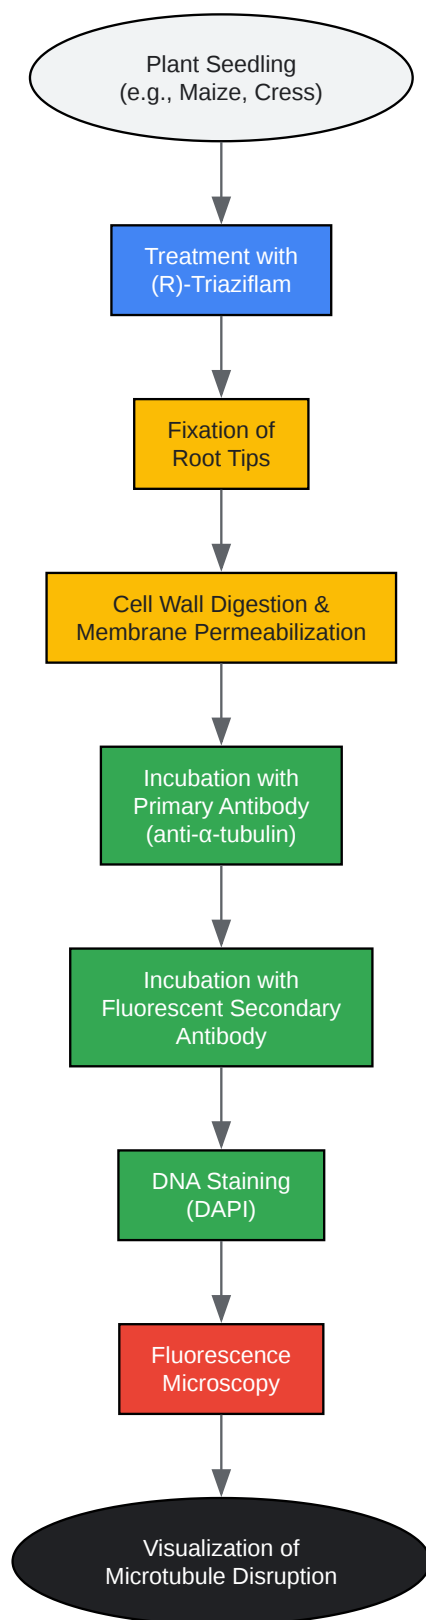 Plant Seedling
(e.g., Maize, Cress)
Treatment with
(R)-Triaziflam
Fixation of
Root Tips
Cell Wall Digestion &
Membrane Permeabilization
Incubation with
Primary Antibody
(anti-α-tubulin)
Incubation with
Fluorescent Secondary
Antibody
DNA Staining
(DAPI)
Fluorescence
Microscopy
Visualization of
Microtubule Disruption